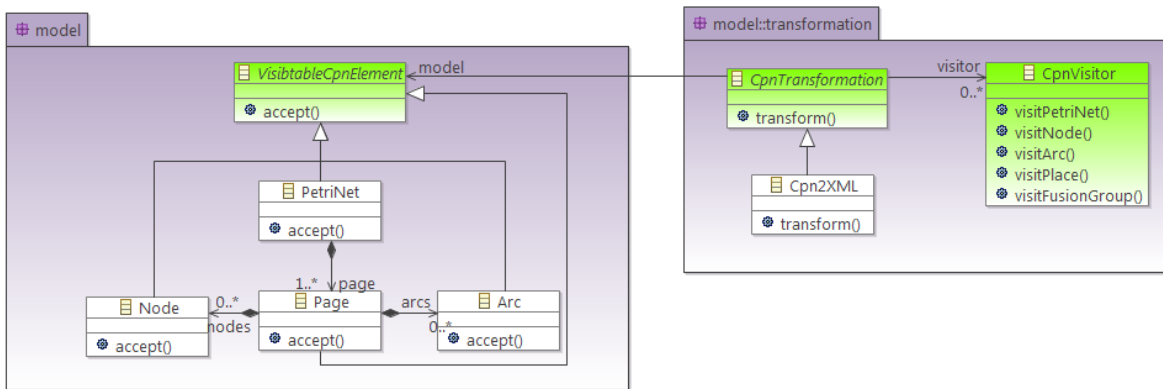 model
VisibtableCpnElement
accept()
model
PetriNet
accept()
1..*
page
Node
accept()
0..*
nodes
Page
accept()
arcs
0..*
Arc
accept()
model::transformation
CpnTransformation
transform()
visitor
0..*
CpnVisitor
visitPetriNet()
visitNode()
visitArc()
visitPlace()
visitFusionGroup()
Cpn2XML
transform()